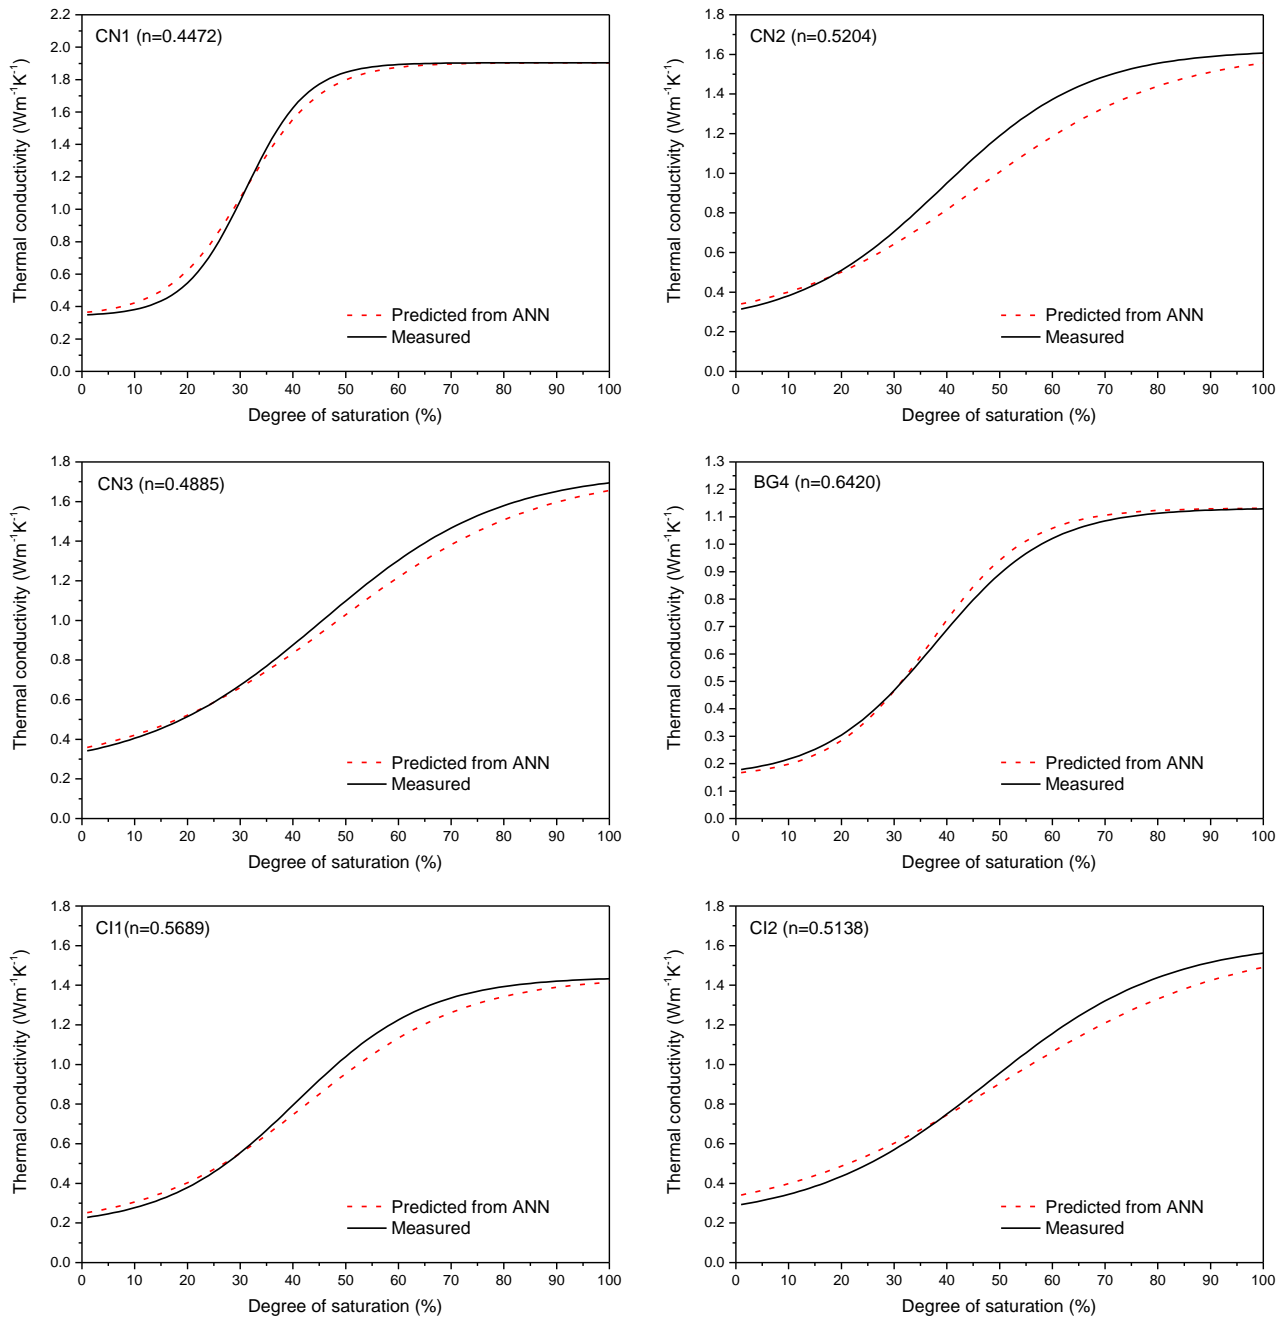 CN1 (n=0.4472)
Thermal conductivity (Wm⁻¹K⁻¹)
2.2
2.0
1.8
1.6
1.4
1.2
1.0
0.8
0.6
0.4
0.2
0.0
Predicted from ANN
Measured
0 10 20 30 40 50 60 70 80 90 100
Degree of saturation (%)
CN2 (n=0.5204)
Thermal conductivity (Wm⁻¹K⁻¹)
1.8
1.6
1.4
1.2
1.0
0.8
0.6
0.4
0.2
0.0
Predicted from ANN
Measured
0 10 20 30 40 50 60 70 80 90 100
Degree of saturation (%)
CN3 (n=0.4885)
Thermal conductivity (Wm⁻¹K⁻¹)
1.8
1.6
1.4
1.2
1.0
0.8
0.6
0.4
0.2
0.0
Predicted from ANN
Measured
0 10 20 30 40 50 60 70 80 90 100
Degree of saturation (%)
BG4 (n=0.6420)
Thermal conductivity (Wm⁻¹K⁻¹)
1.3
1.2
1.1
1.0
0.9
0.8
0.7
0.6
0.5
0.4
0.3
0.2
0.1
0.0
Predicted from ANN
Measured
0 10 20 30 40 50 60 70 80 90 100
Degree of saturation (%)
CI1(n=0.5689)
Thermal conductivity (Wm⁻¹K⁻¹)
1.8
1.6
1.4
1.2
1.0
0.8
0.6
0.4
0.2
0.0
Predicted from ANN
Measured
0 10 20 30 40 50 60 70 80 90 100
Degree of saturation (%)
CI2 (n=0.5138)
Thermal conductivity (Wm⁻¹K⁻¹)
1.8
1.6
1.4
1.2
1.0
0.8
0.6
0.4
0.2
0.0
Predicted from ANN
Measured
0 10 20 30 40 50 60 70 80 90 100
Degree of saturation (%)